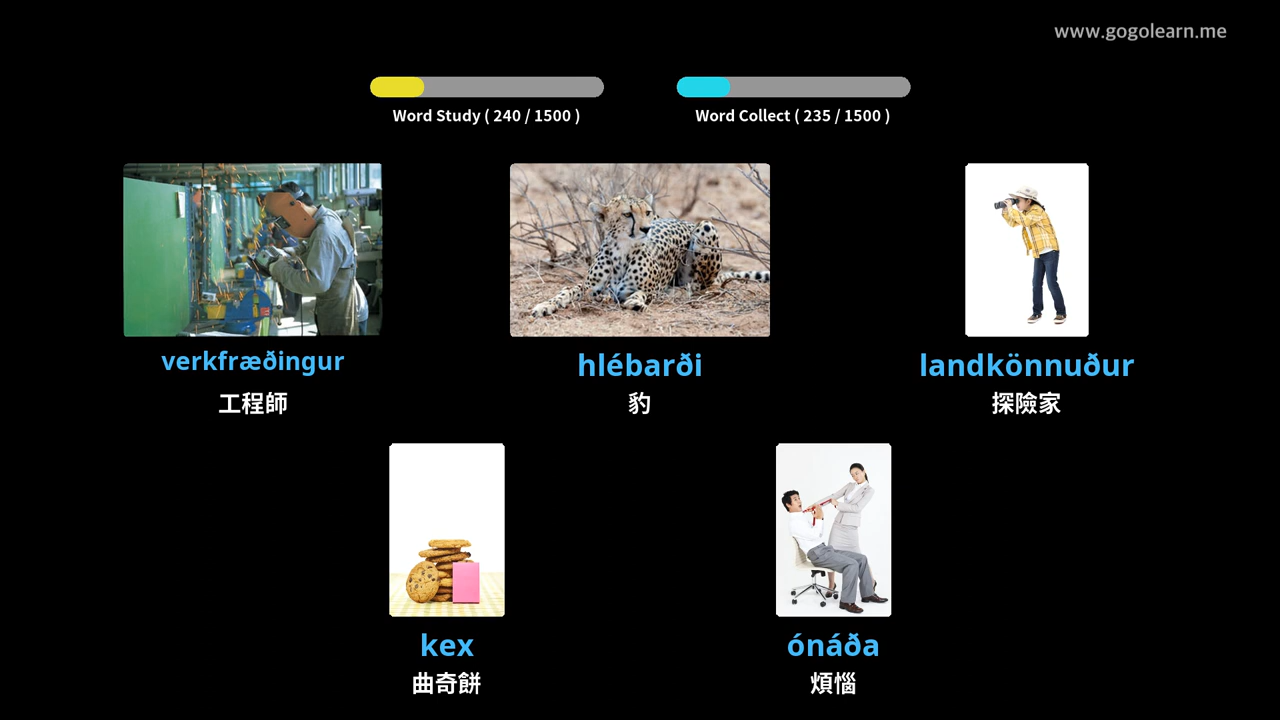 www.gogolearn.me
Word Study ( 240 / 1500 )
Word Collect ( 235 / 1500 )
verkfræðingur
工程師
hlébarði
豹
landkönnuður
探險家
kex
曲奇餅
ónáða
煩惱